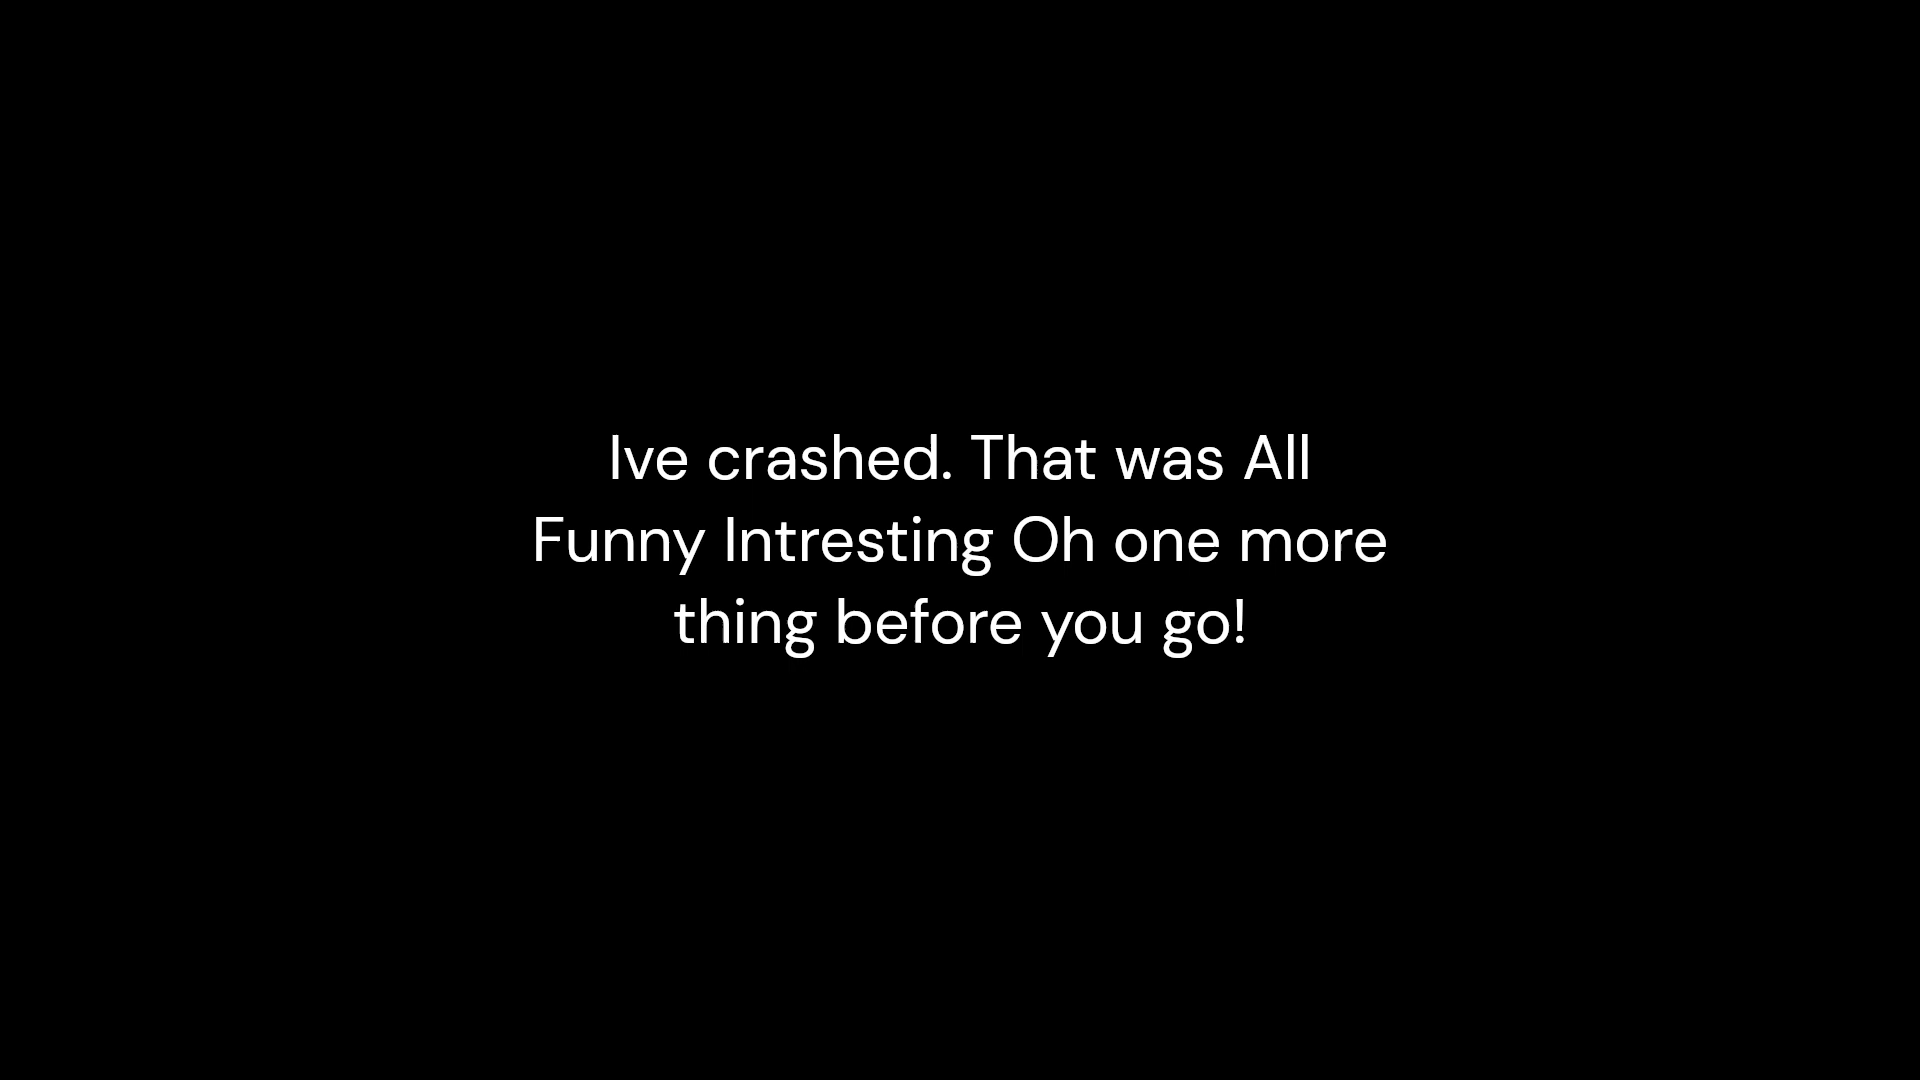 Ive crashed. That was All
Funny Intresting Oh one more
thing before you go!